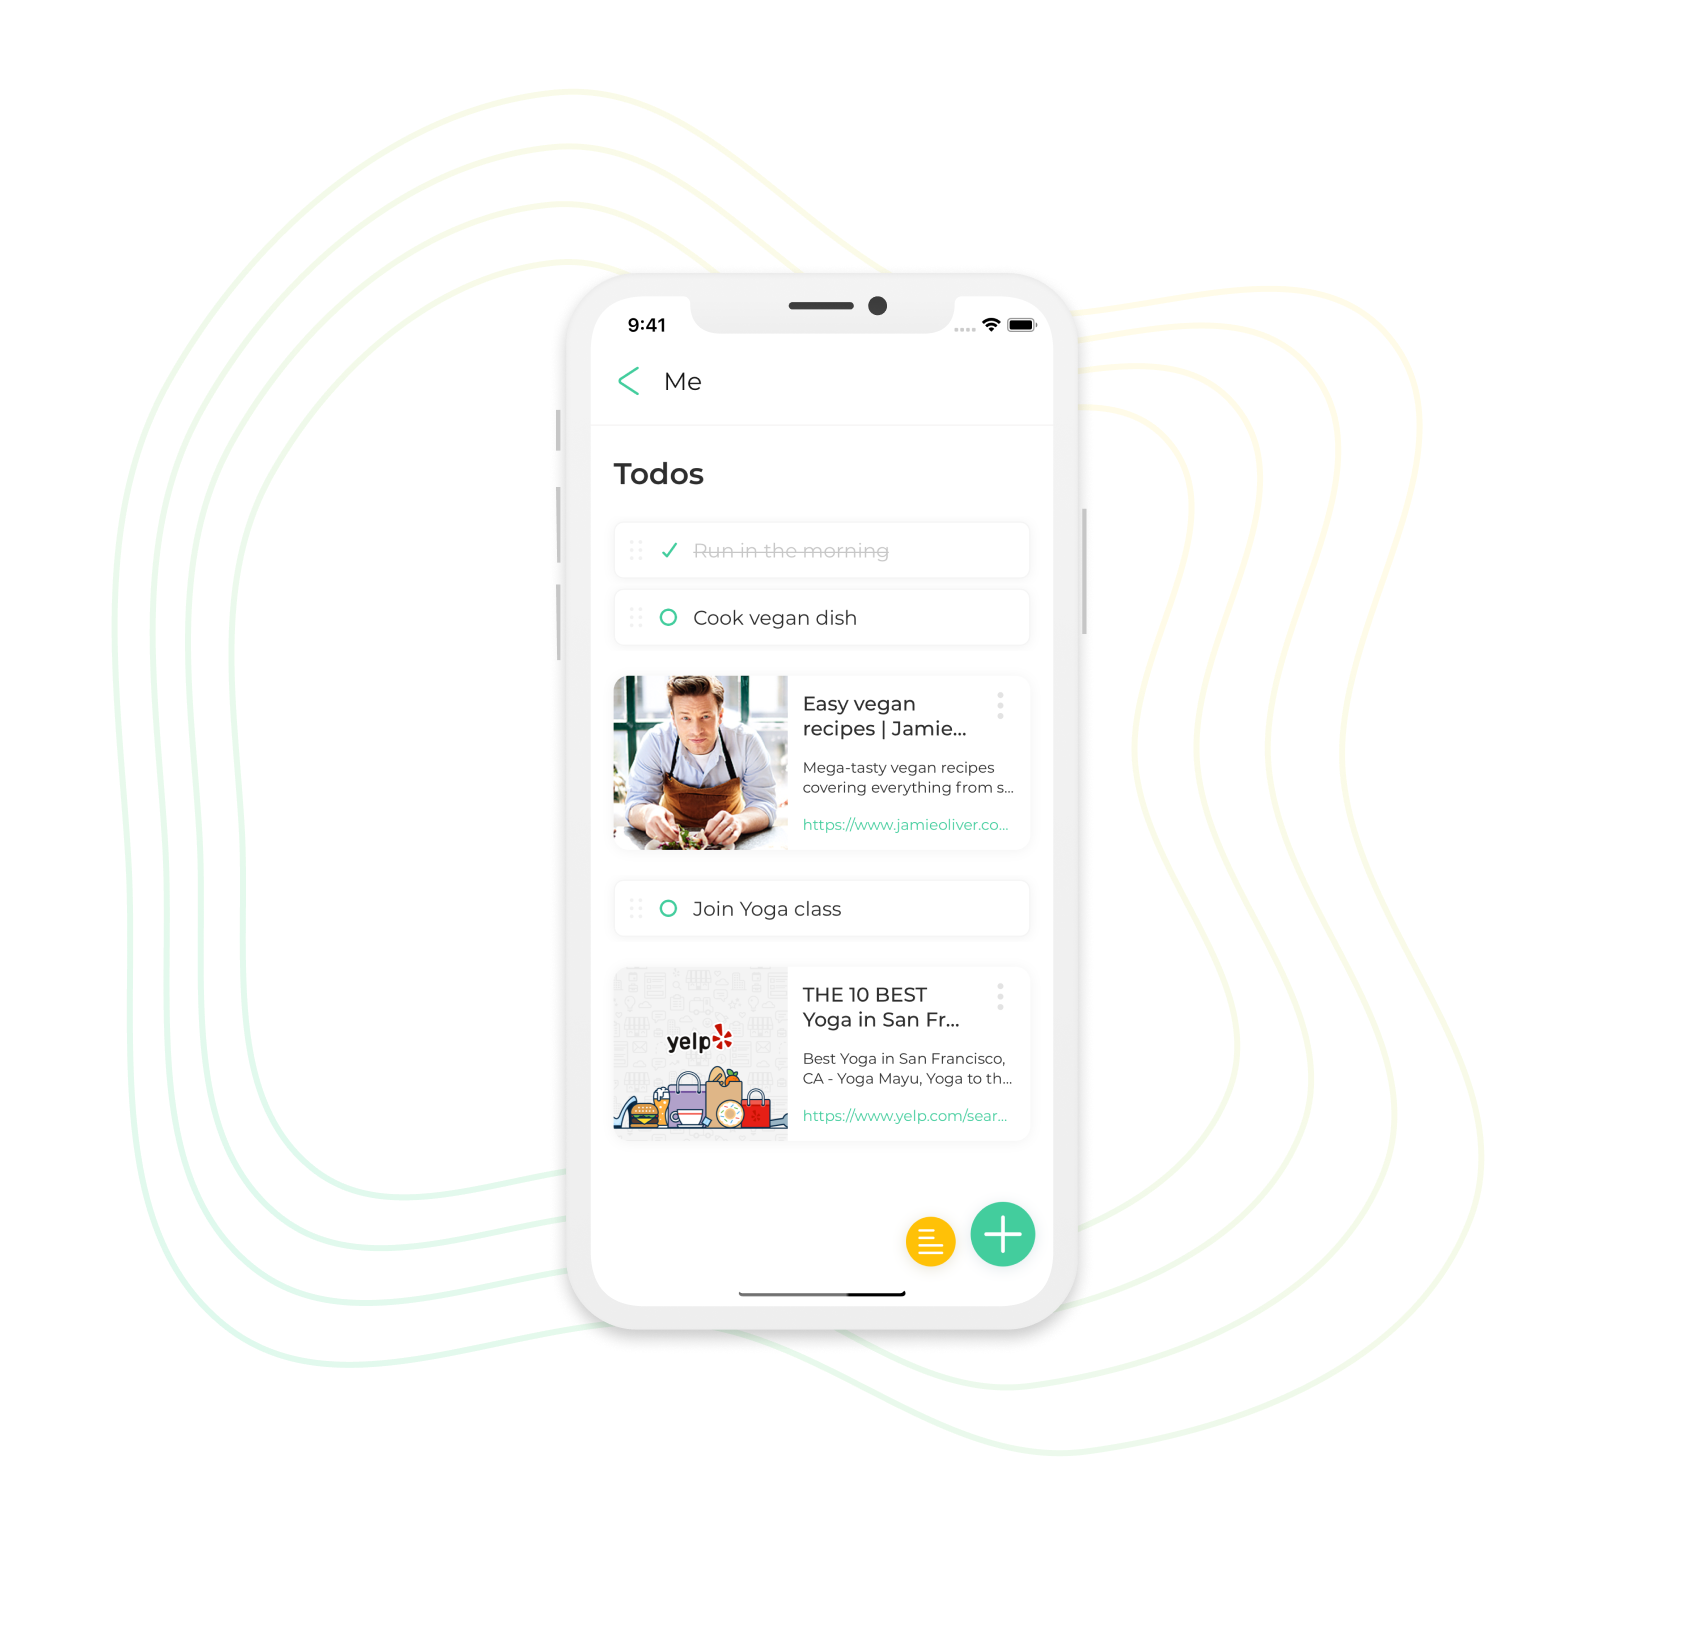 9:41
Me
Todos
Run in the morning
Cook vegan dish
Easy vegan
recipes | Jamie...
Mega-tasty vegan recipes
covering everything from s...
https://www.jamieoliver.co...
Join Yoga class
yelp
THE 10 BEST
Yoga in San Fr...
Best Yoga in San Francisco,
CA - Yoga Mayu, Yoga to th...
https://www.yelp.com/sear...